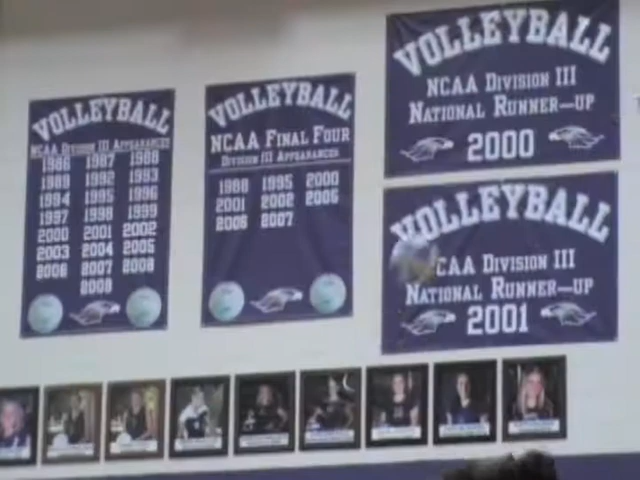 VOLLEYBALL
NCAA DIVISION III APPEARANCES
1986 1987 1988
1989 1992 1993
1994 1995 1996
1997 1998 1999
2000 2001 2002
2003 2004 2005
2006 2007 2008
VOLLEYBALL
NCAA FINAL FOUR
DIVISION III APPEARANCES
1988 1995 2000
2001 2002 2005
2006 2007
VOLLEYBALL
NCAA DIVISION III
NATIONAL RUNNER-UP
2000
VOLLEYBALL
CAA DIVISION III
NATIONAL RUNNER-UP
2001